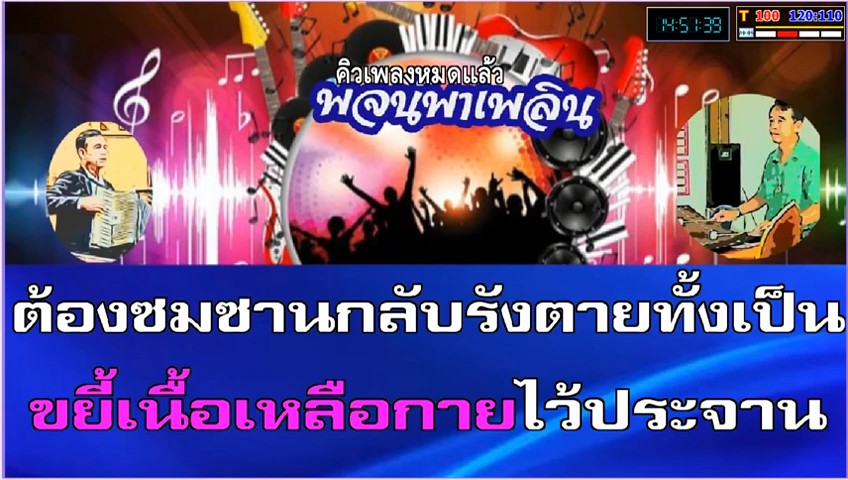 14:51:39
T 100 120:110
คิวเพลงหมดแล้ว
พจนพาเพลิน
ต้องซมซานกลับรังตายทั้งเป็น
ขยี้เนื้อเหลือกายไว้ประจาน